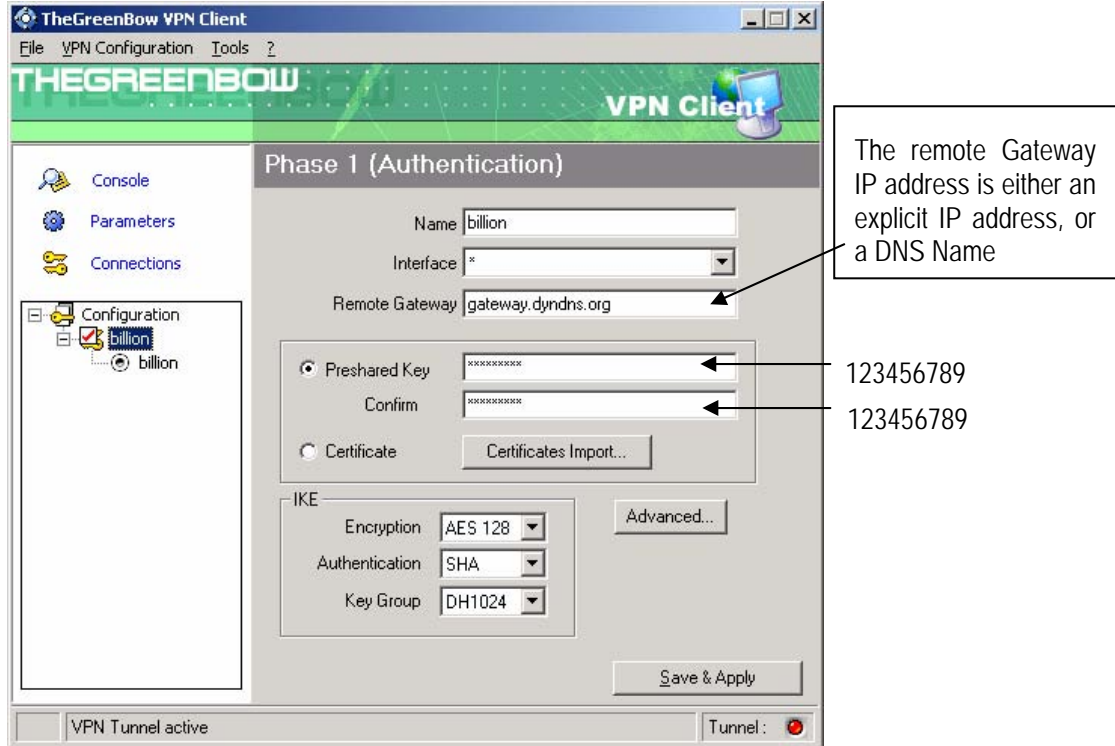 TheGreenBow VPN Client
File VPN Configuration Tools ?
THEGREENBOW
VPN Client
Console
Parameters
Connections
Configuration
billion
billion
Phase 1 (Authentication)
Name billion
Interface *
Remote Gateway gateway.dyndns.org
Preshared Key *********
Confirm *********
Certificate Certificates Import...
IKE
Encryption AES 128
Authentication SHA
Key Group DH1024
Advanced...
Save & Apply
VPN Tunnel active
Tunnel :
The remote Gateway
IP address is either an
explicit IP address, or
a DNS Name
123456789
123456789